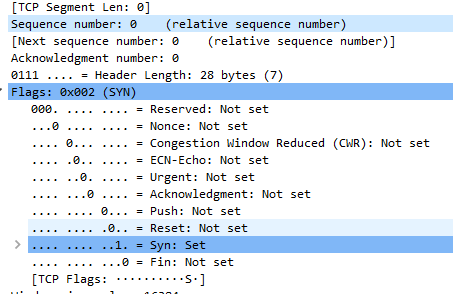 [TCP Segment Len: 0]
Sequence number: 0    (relative sequence number)
[Next sequence number: 0    (relative sequence number)]
Acknowledgment number: 0
0111 .... = Header Length: 28 bytes (7)
Flags: 0x002 (SYN)
000. .... .... = Reserved: Not set
...0 .... .... = Nonce: Not set
.... 0... .... = Congestion Window Reduced (CWR): Not set
.... .0.. .... = ECN-Echo: Not set
.... ..0. .... = Urgent: Not set
.... ...0 .... = Acknowledgment: Not set
.... .... 0... = Push: Not set
.... .... .0.. = Reset: Not set
.... .... ..1. = Syn: Set
.... .... ...0 = Fin: Not set
[TCP Flags: ··········S·]